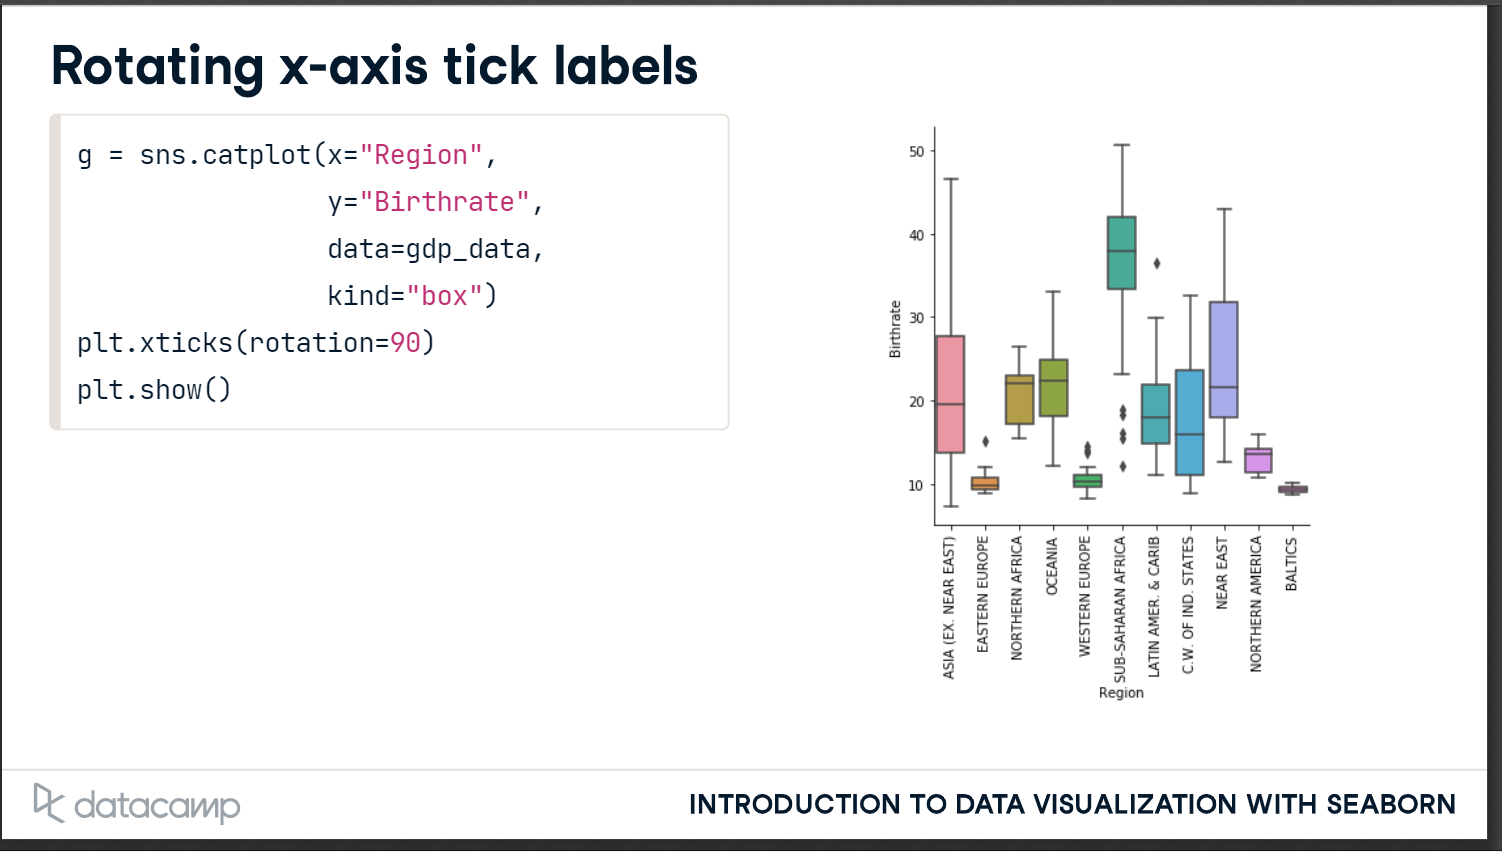 Rotating x-axis tick labels
g = sns.catplot(x="Region",
y="Birthrate",
data=gdp_data,
kind="box")
plt.xticks(rotation=90)
plt.show()
50
40
30
20
10
Birthrate
ASIA (EX. NEAR EAST)
EASTERN EUROPE
NORTHERN AFRICA
OCEANIA
WESTERN EUROPE
SUB-SAHARAN AFRICA
LATIN AMER. & CARIB
C.W. OF IND. STATES
NEAR EAST
NORTHERN AMERICA
BALTICS
Region
datacamp
INTRODUCTION TO DATA VISUALIZATION WITH SEABORN